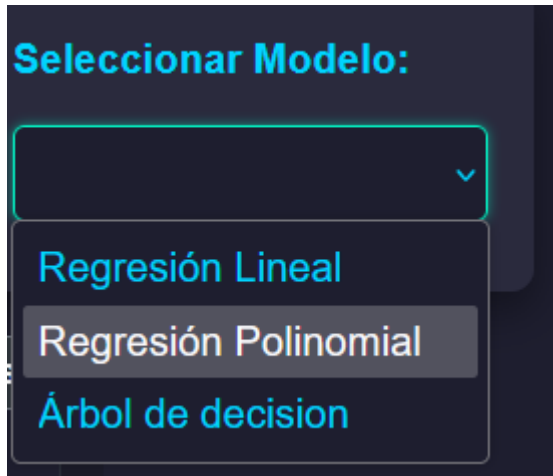 Seleccionar Modelo:
Regresión Lineal
Regresión Polinomial
Árbol de decision